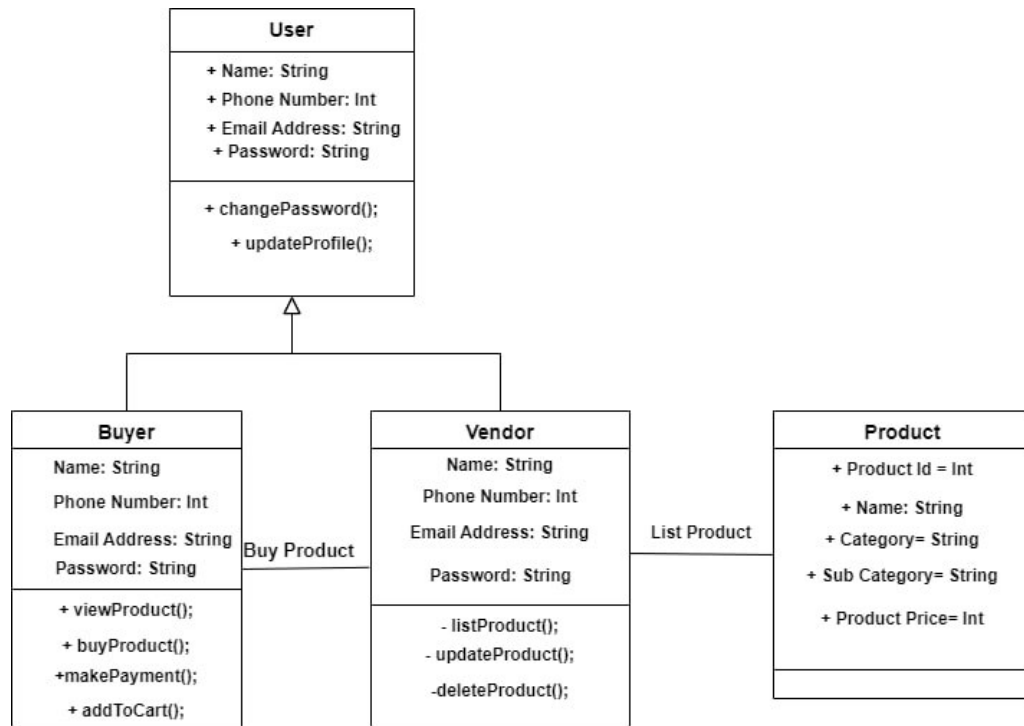 User
+ Name: String
+ Phone Number: Int
+ Email Address: String
+ Password: String
+ changePassword();
+ updateProfile();
Buyer
Name: String
Phone Number: Int
Email Address: String
Password: String
+ viewProduct();
+ buyProduct();
+makePayment();
+ addToCart();
Buy Product
Vendor
Name: String
Phone Number: Int
Email Address: String
Password: String
- listProduct();
- updateProduct();
-deleteProduct();
List Product
Product
+ Product Id = Int
+ Name: String
+ Category= String
+ Sub Category= String
+ Product Price= Int